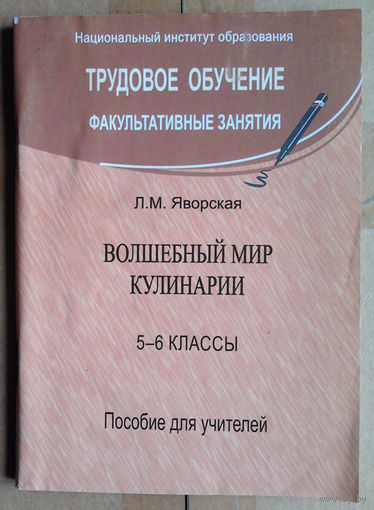 Национальный институт образования
ТРУДОВОЕ ОБУЧЕНИЕ
ФАКУЛЬТАТИВНЫЕ ЗАНЯТИЯ
Л.М. Яворская
ВОЛШЕБНЫЙ МИР
КУЛИНАРИИ
5–6 КЛАССЫ
Пособие для учителей